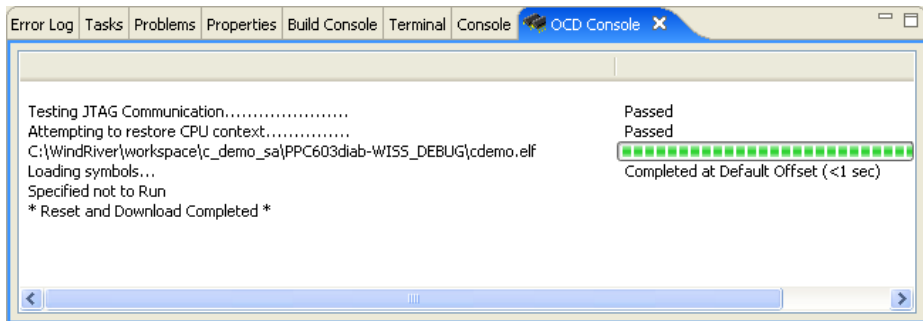 Error Log Tasks Problems Properties Build Console Terminal Console OCD Console
Testing JTAG Communication...................... Passed
Attempting to restore CPU context............... Passed
C:\WindRiver\workspace\c_demo_sa\PPC603diab-WISS_DEBUG\cdemo.elf
Loading symbols... Completed at Default Offset (<1 sec)
Specified not to Run
* Reset and Download Completed *